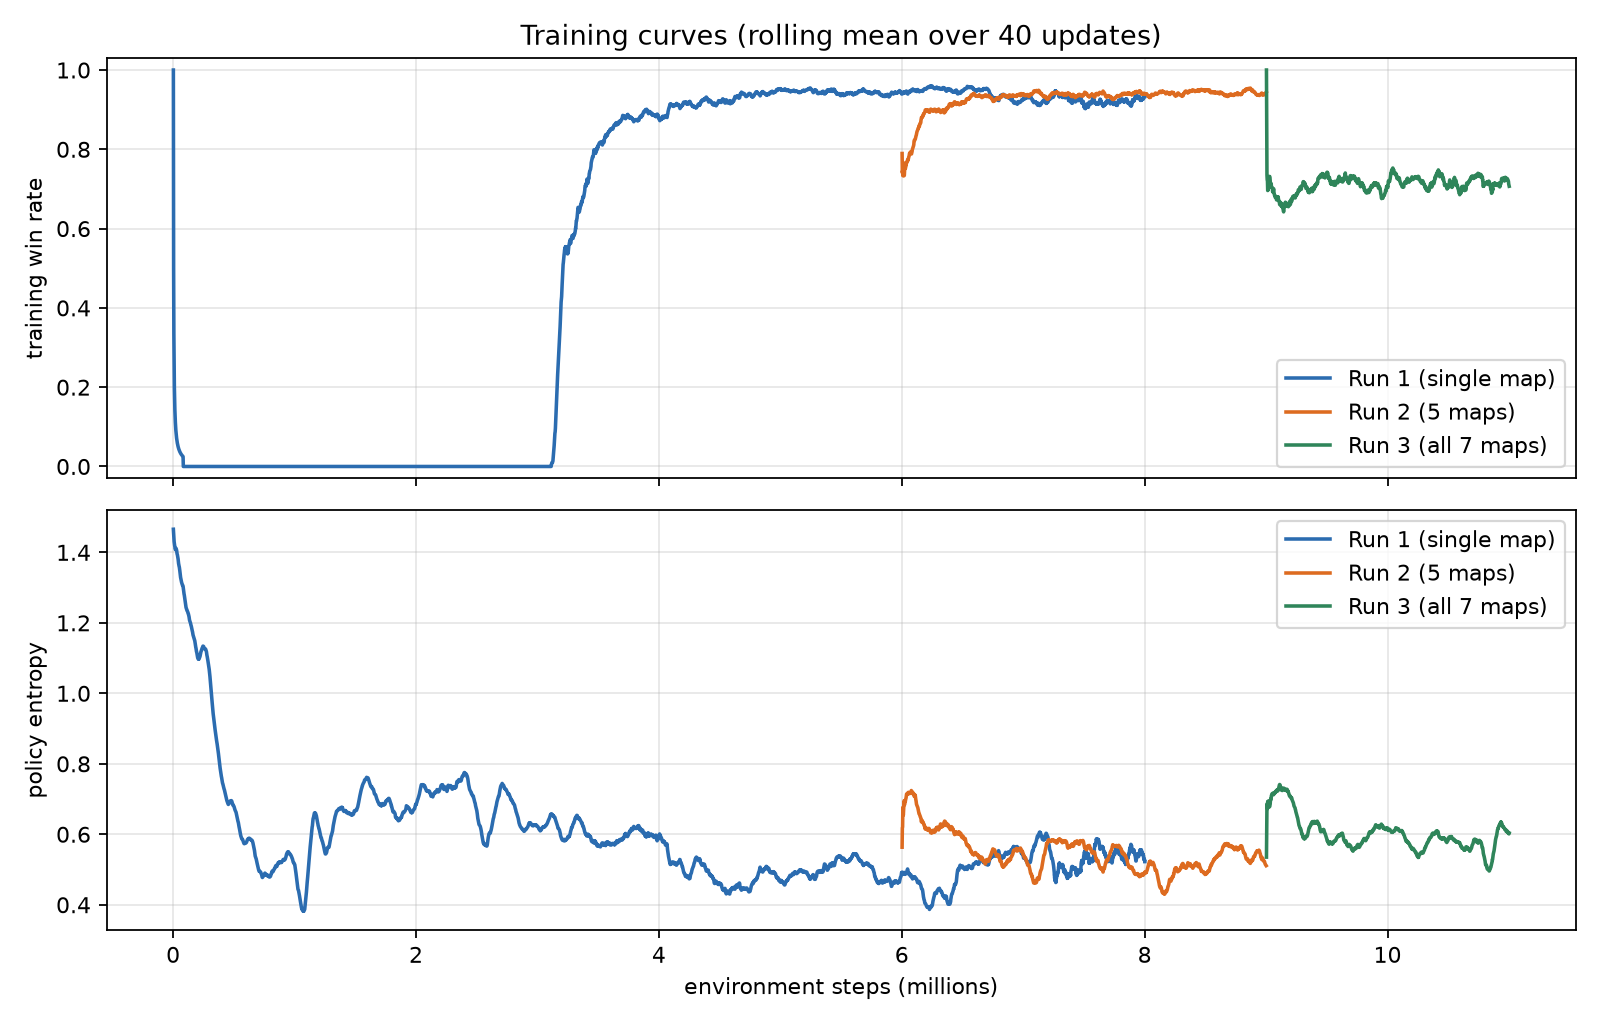 Training curves (rolling mean over 40 updates)
1.0
0.8
0.6
0.4
0.2
0.0
training win rate
Run 1 (single map)
Run 2 (5 maps)
Run 3 (all 7 maps)
1.4
1.2
1.0
0.8
0.6
0.4
policy entropy
Run 1 (single map)
Run 2 (5 maps)
Run 3 (all 7 maps)
0 2 4 6 8 10
environment steps (millions)